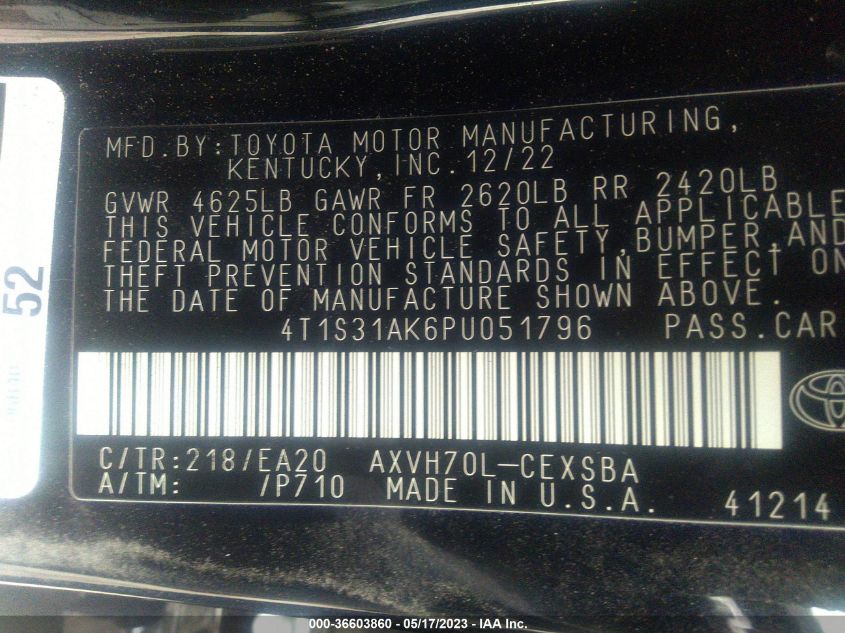 MFD.BY:TOYOTA MOTOR MANUFACTURING,
KENTUCKY,INC.12/22
GVWR 4625LB GAWR FR 2620LB RR 2420LB
THIS VEHICLE CONFORMS TO ALL APPLICABLE
FEDERAL MOTOR VEHICLE SAFETY,BUMPER,AND
THEFT PREVENTION STANDARDS IN EFFECT ON
THE DATE OF MANUFACTURE SHOWN ABOVE.
4T1S31AK6PU051796 PASS.CAR
C/TR:218/EA20 AXVH70L-CEXSBA
A/TM: /P710 MADE IN U.S.A. 41214
52
000-36603860 — 05/17/2023 — IAA Inc.